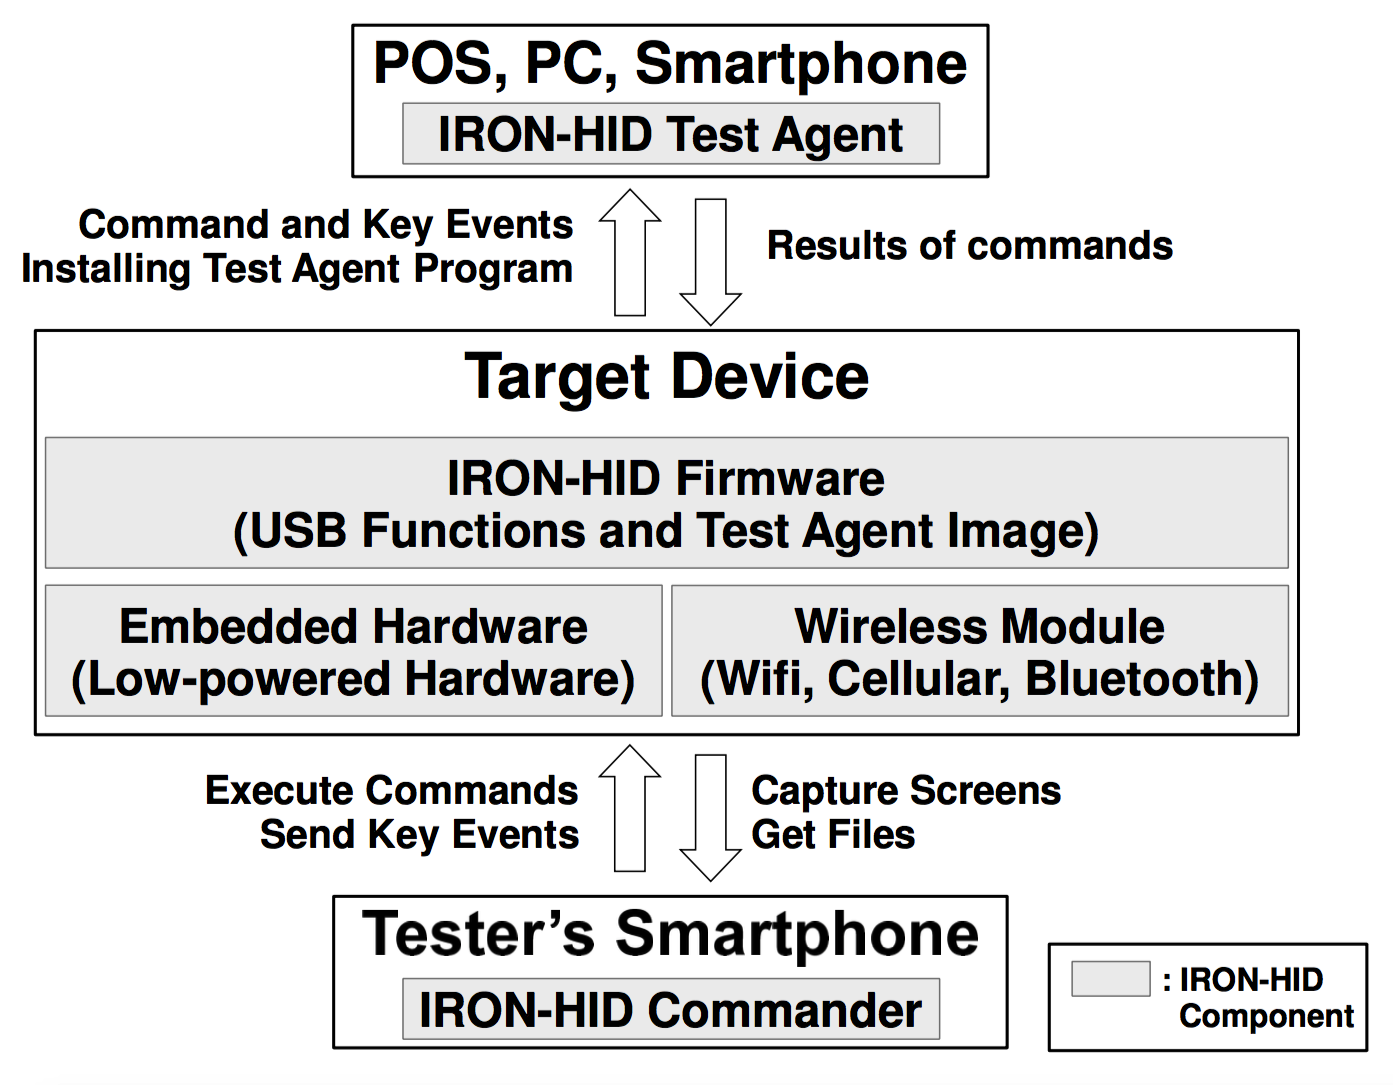 POS, PC, Smartphone
IRON-HID Test Agent
Command and Key Events
Installing Test Agent Program
Results of commands
Target Device
IRON-HID Firmware
(USB Functions and Test Agent Image)
Embedded Hardware
(Low-powered Hardware)
Wireless Module
(Wifi, Cellular, Bluetooth)
Execute Commands
Send Key Events
Capture Screens
Get Files
Tester’s Smartphone
IRON-HID Commander
: IRON-HID
Component